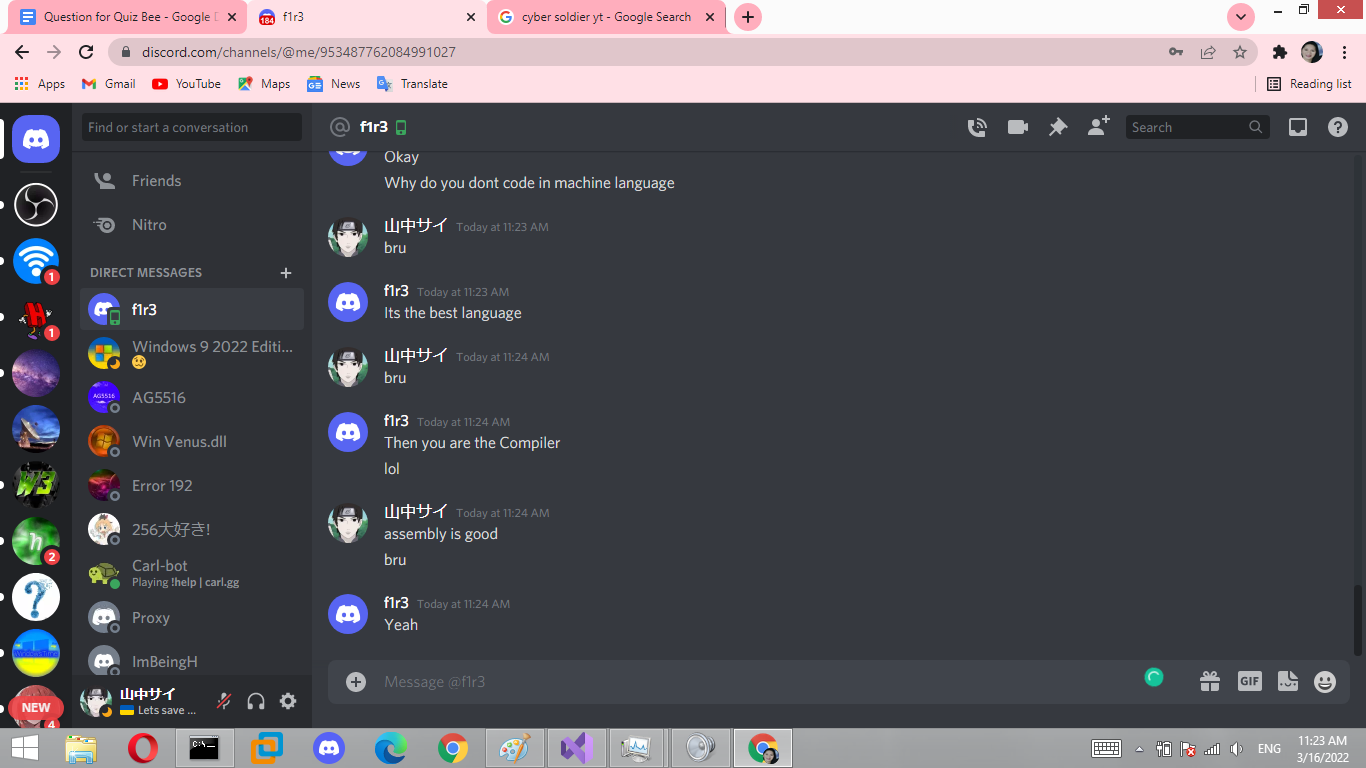 Question for Quiz Bee - Google D
184
f1r3
cyber soldier yt - Google Search
discord.com/channels/@me/953487762084991027
Apps
Gmail
YouTube
Maps
News
Translate
Reading list
Find or start a conversation
f1r3
Search
Friends
Nitro
DIRECT MESSAGES
f1r3
Windows 9 2022 Editi...
AG5516
AG5516
Win Venus.dll
Error 192
256大好き!
Carl-bot
Playing !help | carl.gg
Proxy
ImBeingH
山中サイ
Lets save ...
1
1
W3
h
2
NEW
4
Okay
Why do you dont code in machine language
山中サイ Today at 11:23 AM
bru
f1r3 Today at 11:23 AM
Its the best language
山中サイ Today at 11:24 AM
bru
f1r3 Today at 11:24 AM
Then you are the Compiler
lol
山中サイ Today at 11:24 AM
assembly is good
bru
f1r3 Today at 11:24 AM
Yeah
Message @f1r3
GIF
ENG
11:23 AM
3/16/2022